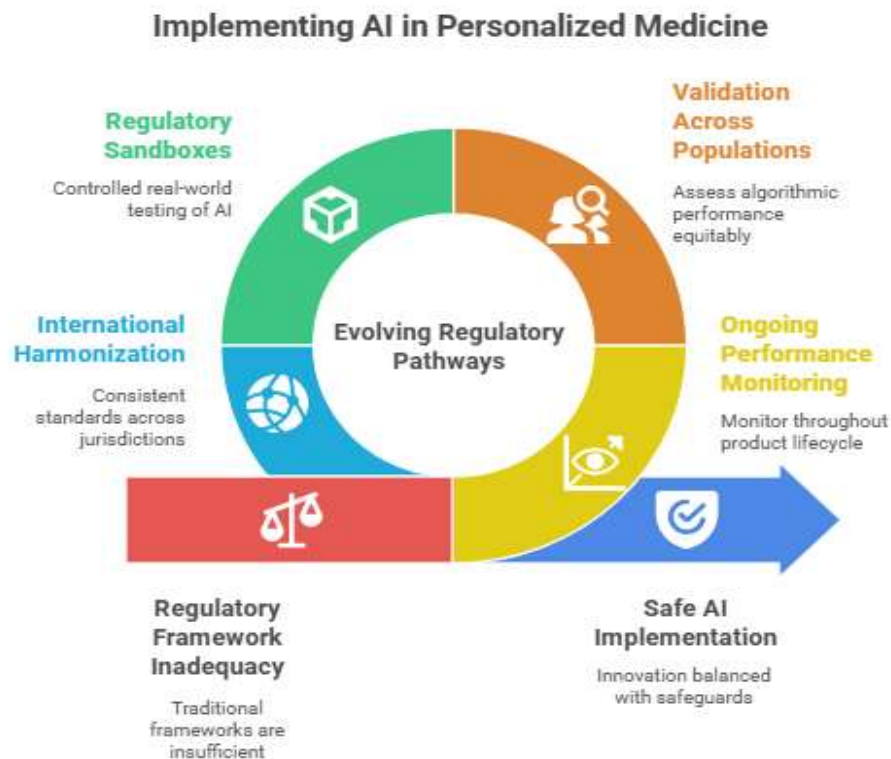 Implementing AI in Personalized Medicine
Regulatory
Sandboxes
Controlled real-world
testing of AI
Validation
Across
Populations
Assess algorithmic
performance
equitably
International
Harmonization
Consistent
standards across
jurisdictions
Evolving Regulatory
Pathways
Ongoing
Performance
Monitoring
Monitor throughout
product lifecycle
Regulatory
Framework
Inadequacy
Traditional
frameworks are
insufficient
Safe AI
Implementation
Innovation balanced
with safeguards